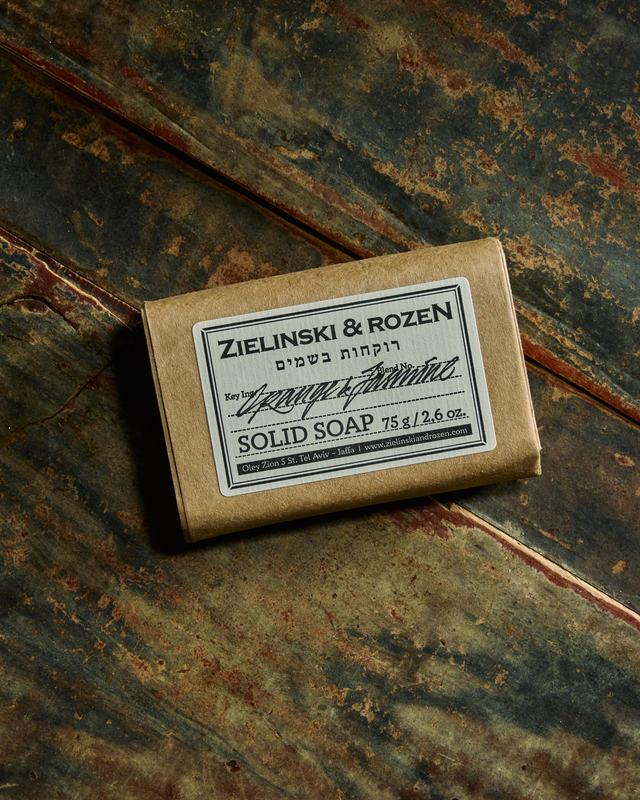 ZIELINSKI & ROZEN
רוקחות בשמים
Key Ing Blend No.
Orange & Jasmine
SOLID SOAP 75 g / 2,6 oz.
Oley Zion 5 St. Tel Aviv - Jaffa | www.zielinskiandrozen.com